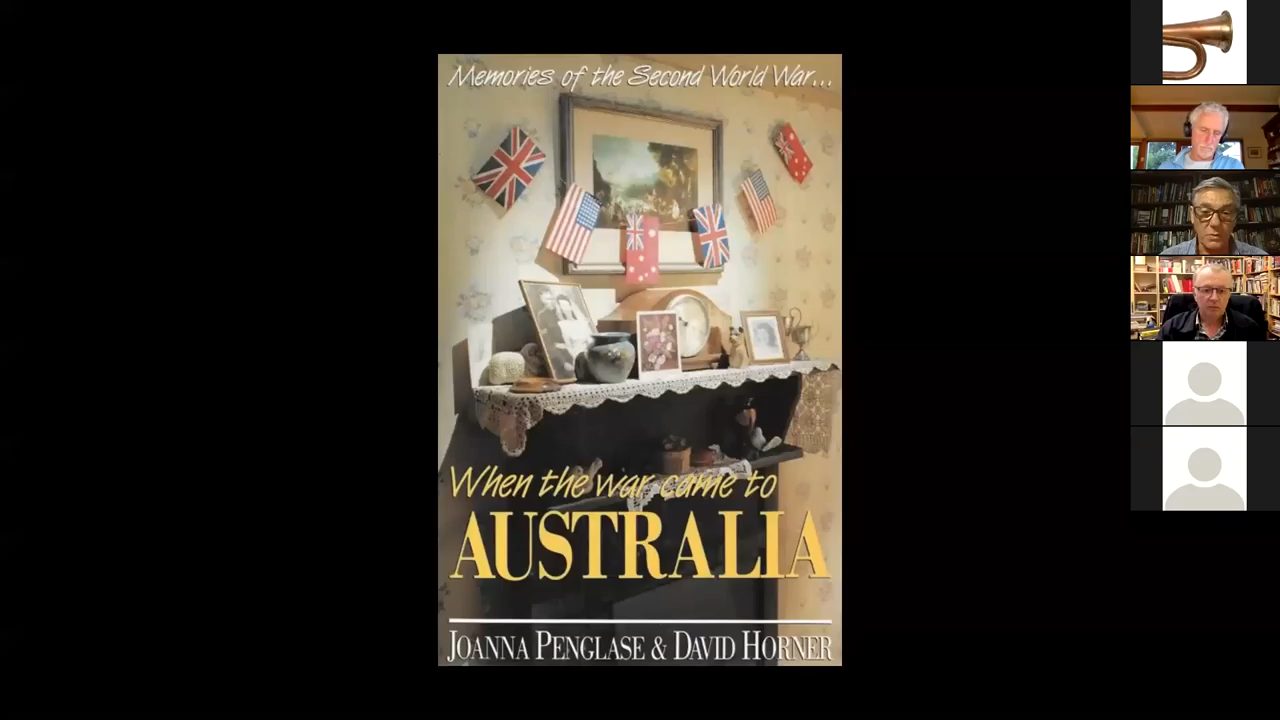 Memories of the Second World War...
When the war came to
AUSTRALIA
JOANNA PENGLASE & DAVID HORNER